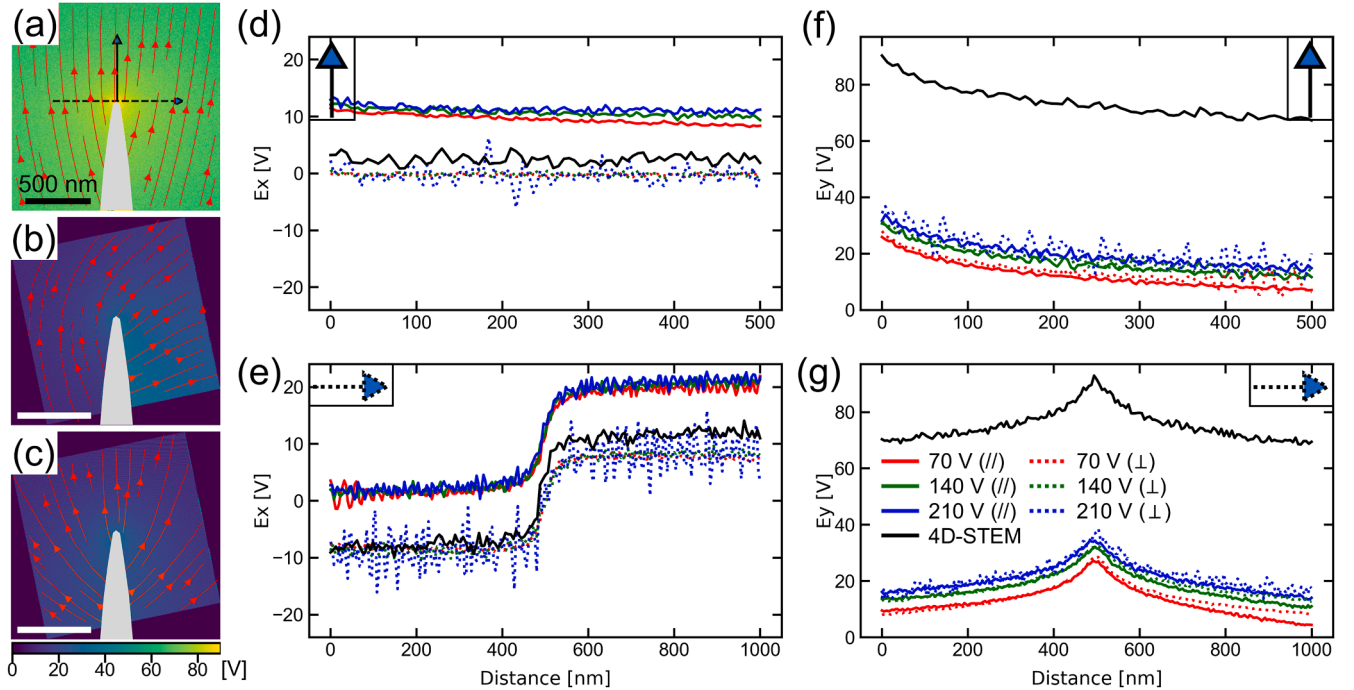 (a)
500 nm
(b)
(c)
0 20 40 60 80 [V]
(d)
Ex [V]
20
10
0
−10
−20
0 100 200 300 400 500
(e)
Ex [V]
20
10
0
−10
−20
0 200 400 600 800 1000
Distance [nm]
(f)
Ey [V]
80
60
40
20
0
0 100 200 300 400 500
(g)
Ey [V]
80
60
40
20
0
70 V (//) 70 V (⊥)
140 V (//) 140 V (⊥)
210 V (//) 210 V (⊥)
4D-STEM
0 200 400 600 800 1000
Distance [nm]